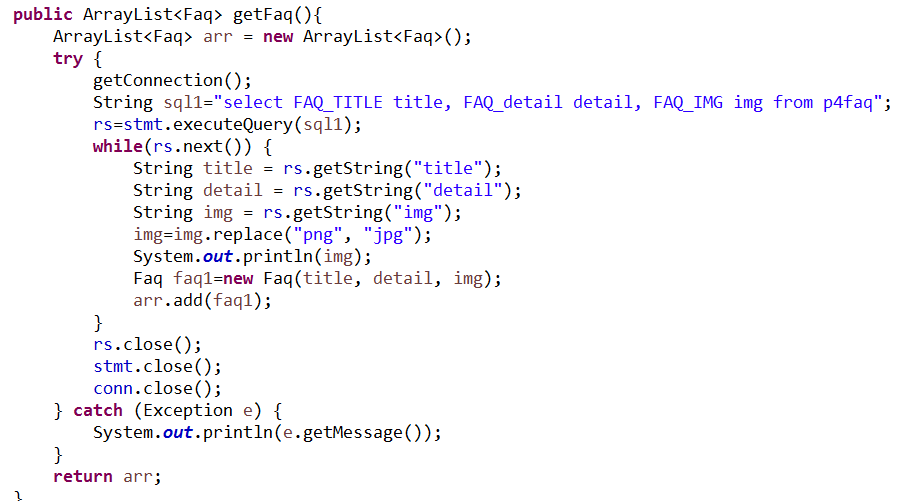 public ArrayList<Faq> getFaq(){
    ArrayList<Faq> arr = new ArrayList<Faq>();
    try {
        getConnection();
        String sql1="select FAQ_TITLE title, FAQ_detail detail, FAQ_IMG img from p4faq";
        rs=stmt.executeQuery(sql1);
        while(rs.next()) {
            String title = rs.getString("title");
            String detail = rs.getString("detail");
            String img = rs.getString("img");
            img=img.replace("png", "jpg");
            System.out.println(img);
            Faq faq1=new Faq(title, detail, img);
            arr.add(faq1);
        }
        rs.close();
        stmt.close();
        conn.close();
    } catch (Exception e) {
        System.out.println(e.getMessage());
    }
    return arr;
}